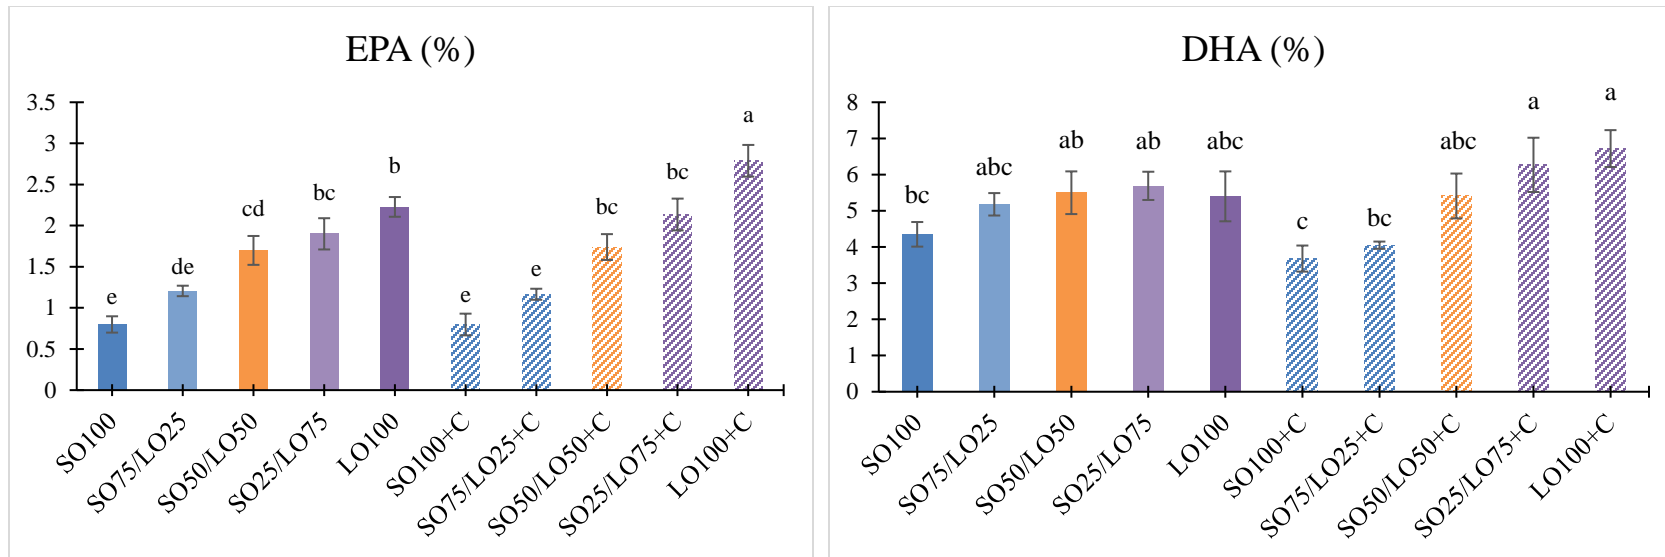 EPA (%)
3.5
3
2.5
2
1.5
1
0.5
0
e
de
cd
bc
b
e
e
bc
bc
a
SO100
SO75/LO25
SO50/LO50
SO25/LO75
LO100
SO100+C
SO75/LO25+C
SO50/LO50+C
SO25/LO75+C
LO100+C
DHA (%)
8
7
6
5
4
3
2
1
0
bc
abc
ab
ab
abc
c
bc
abc
a
a
SO100
SO75/LO25
SO50/LO50
SO25/LO75
LO100
SO100+C
SO75/LO25+C
SO50/LO50+C
SO25/LO75+C
LO100+C